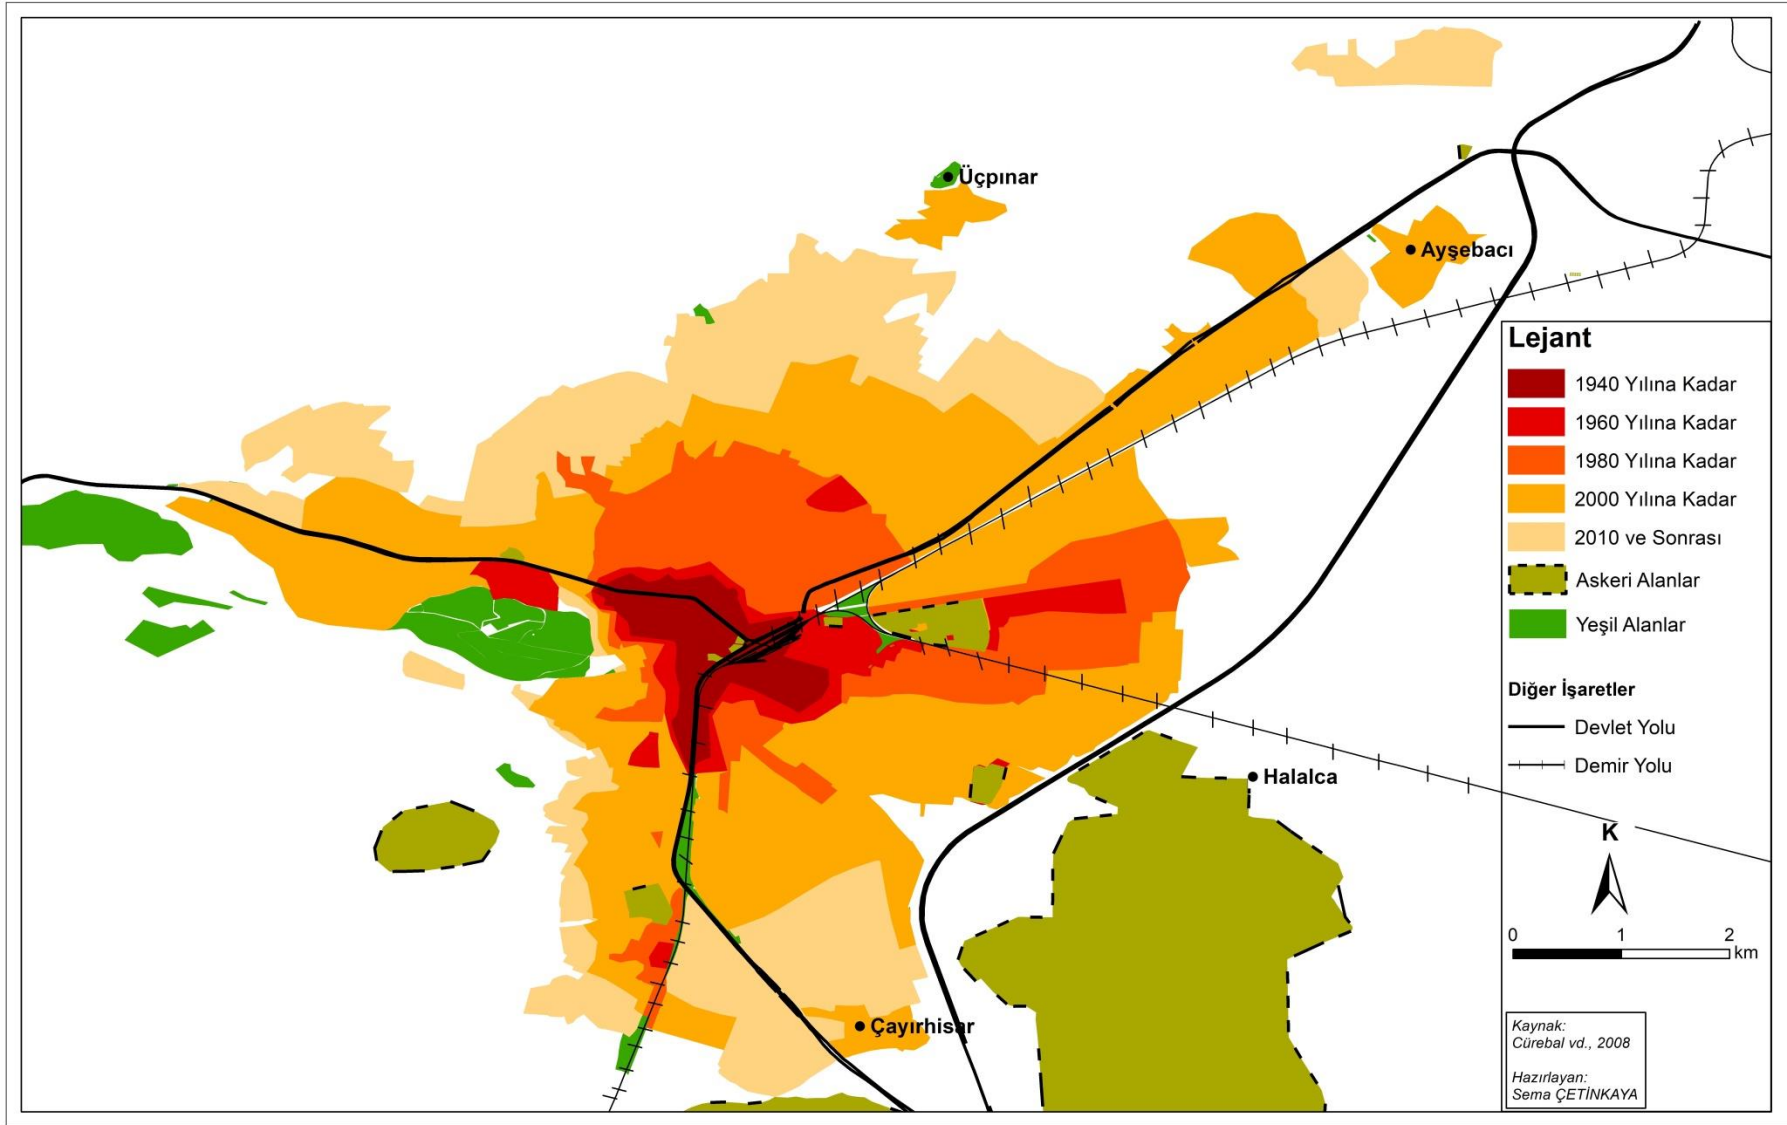 Üçpınar
Ayşebacı
Halalca
Çayırhisar
Lejant
1940 Yılına Kadar
1960 Yılına Kadar
1980 Yılına Kadar
2000 Yılına Kadar
2010 ve Sonrası
Askeri Alanlar
Yeşil Alanlar
Diğer İşaretler
Devlet Yolu
Demir Yolu
K
0 1 2
km
Kaynak:
Cürebal vd., 2008
Hazırlayan:
Sema ÇETİNKAYA